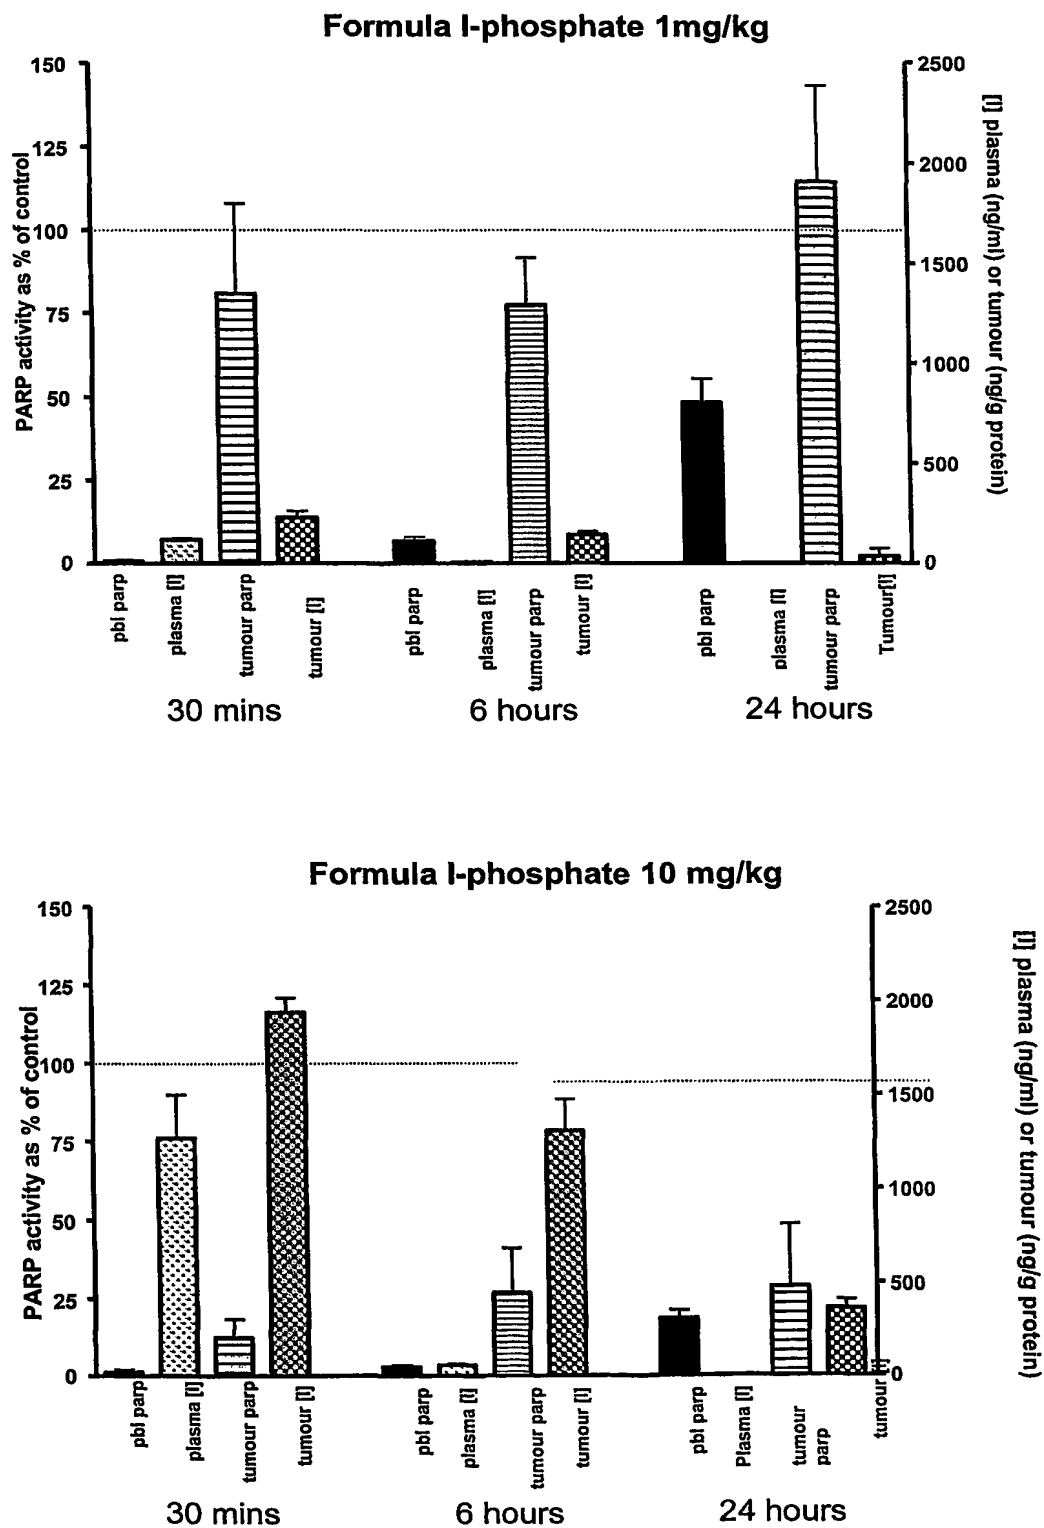 Formula I-phosphate 1mg/kg
PARP activity as % of control
150
125
100
75
50
25
0
2500
2000
1500
1000
500
0
[I] plasma (ng/ml) or tumour (ng/g protein)
pbl parp
plasma [I]
tumour parp
tumour [I]
pbl parp
plasma [I]
tumour parp
tumour [I]
pbl parp
plasma [I]
tumour parp
Tumour[I]
30 mins
6 hours
24 hours
Formula I-phosphate 10 mg/kg
PARP activity as % of control
150
125
100
75
50
25
0
2500
2000
1500
1000
500
0
[I] plasma (ng/ml) or tumour (ng/g protein)
pbl parp
plasma [I]
tumour parp
tumour [I]
pbl parp
plasma [I]
tumour parp
tumour [I]
pbl parp
Plasma [I]
tumour
parp
tumour [I]
30 mins
6 hours
24 hours